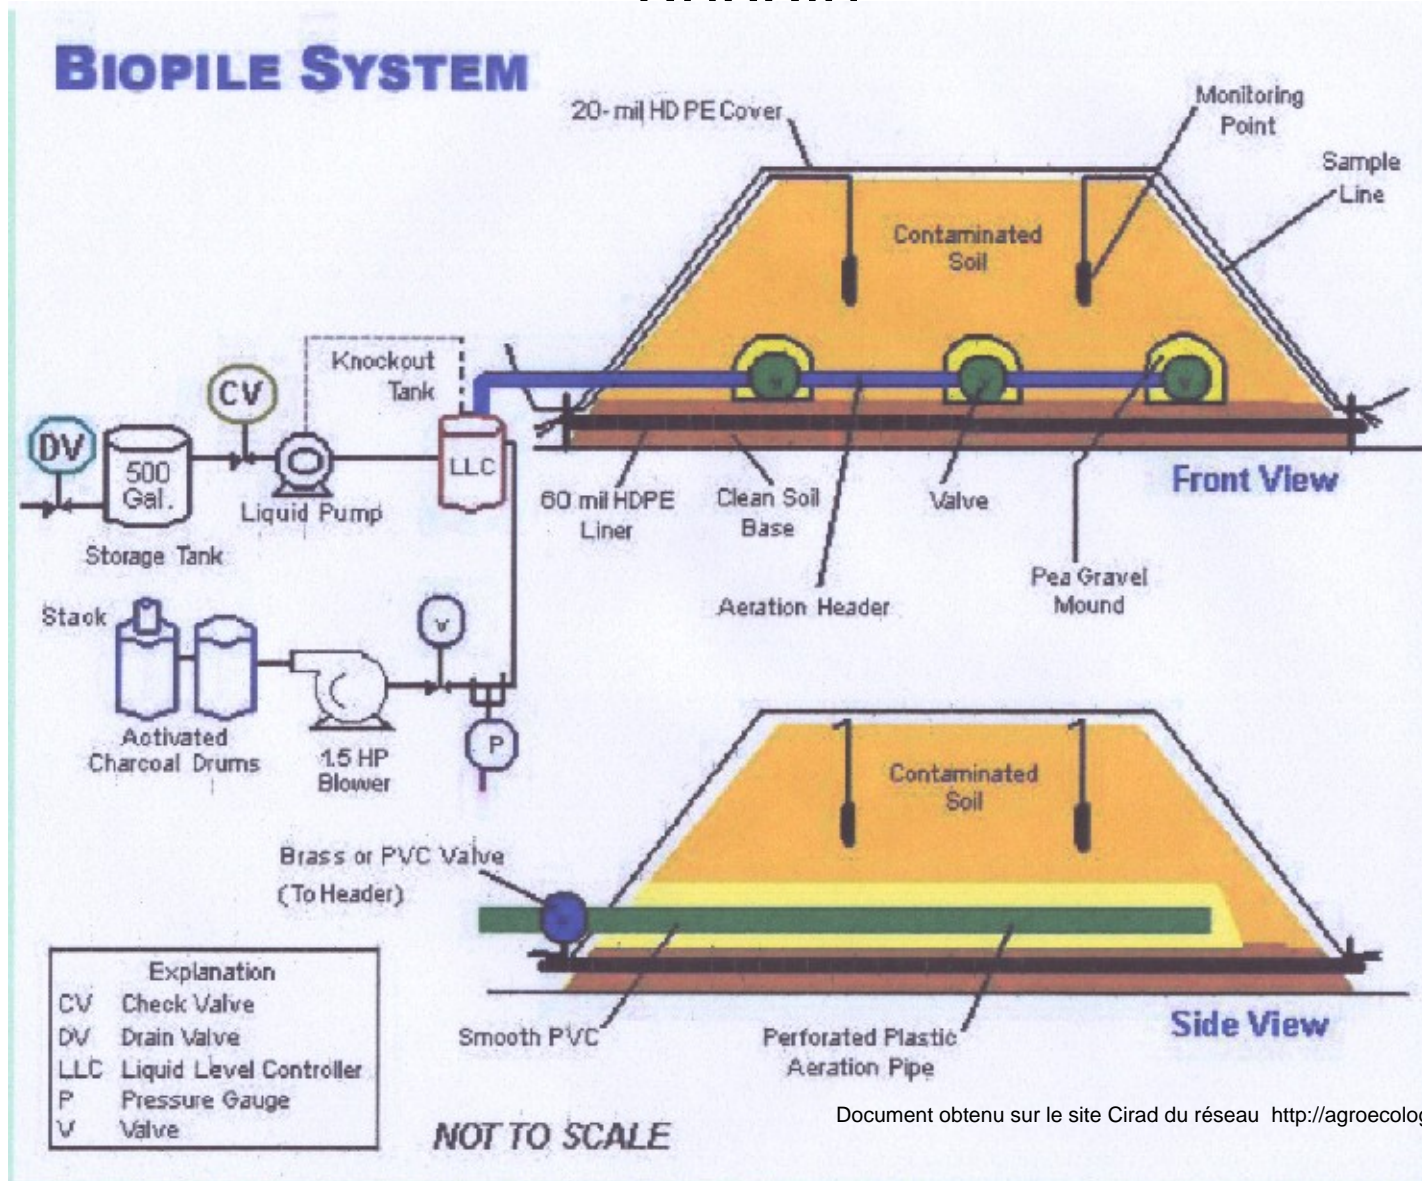 BIOPILE SYSTEM
20-mil HDPE Cover
Monitoring
Point
Sample
Line
Contaminated
Soil
Knockout
Tank
CV
DV
500
Gal.
LLC
Liquid Pump
Storage Tank
60 mil HDPE
Liner
Clean Soil
Base
Valve
Front View
Aeration Header
Pea Gravel
Mound
Stack
V
V
V
V
P
Activated
Charcoal Drums
1.5 HP
Blower
Contaminated
Soil
Brass or PVC Valve
(To Header)
Smooth PVC
Perforated Plastic
Aeration Pipe
Side View
Explanation
CV Check Valve
DV Drain Valve
LLC Liquid Level Controller
P Pressure Gauge
V Valve
NOT TO SCALE
Document obtenu sur le site Cirad du réseau http://agroecolog